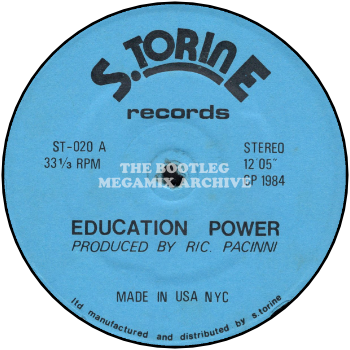 S.TORINE
records
ST-020 A
33⅓ RPM
STEREO
12'05"
CP 1984
THE BOOTLEG
MEGAMIX ARCHIVE
EDUCATION POWER
PRODUCED BY RIC. PACINNI
MADE IN USA NYC
ltd manufactured and distributed by s.torine